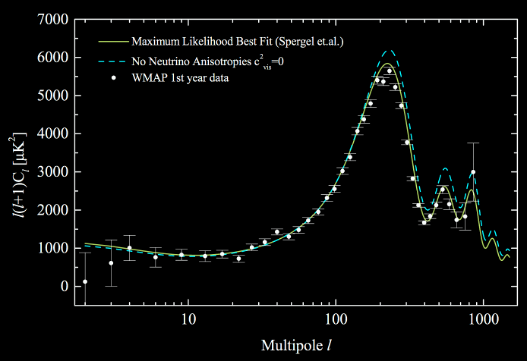 Maximum Likelihood Best Fit (Spergel et.al.)
No Neutrino Anisotropies c²vis=0
WMAP 1st year data
l(l+1)Cl [μK²]
7000
6000
5000
4000
3000
2000
1000
0
10
100
1000
Multipole l